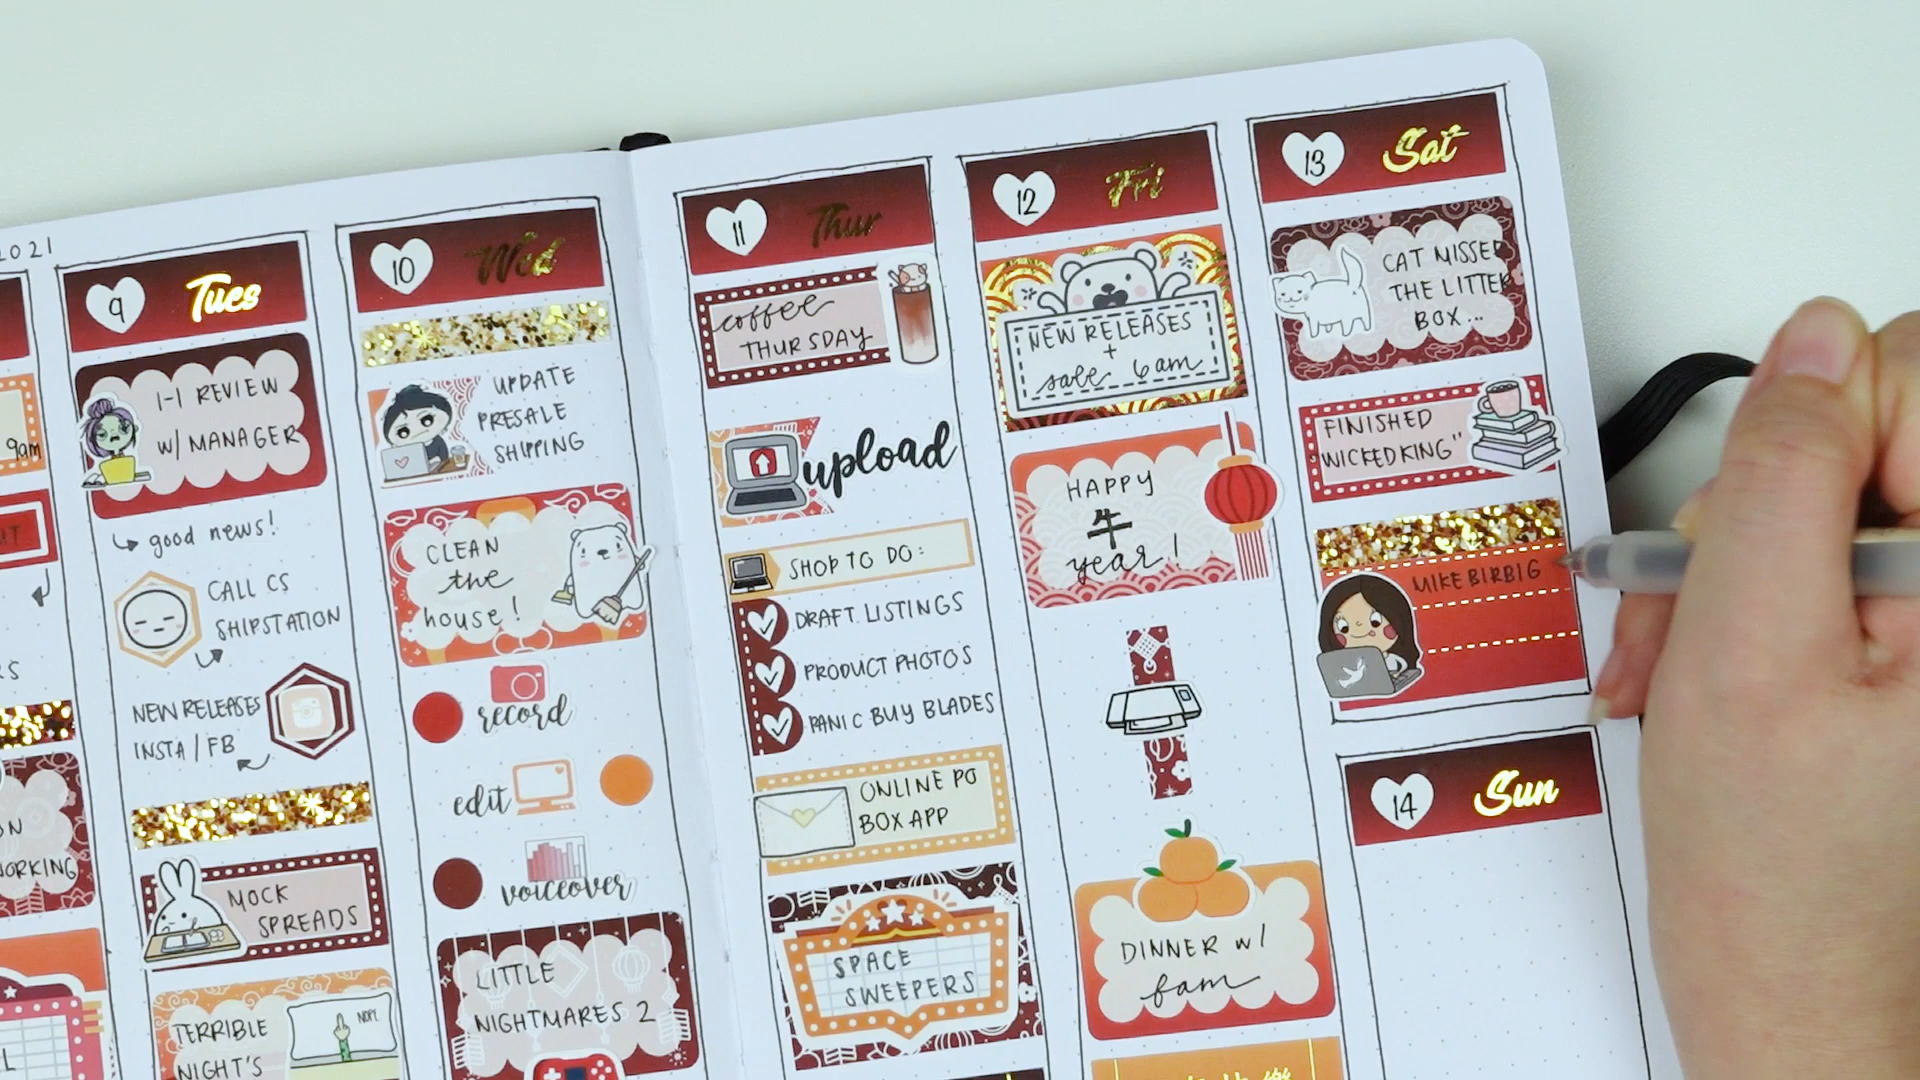 2021
9am
9
Tues
1-1 REVIEW
W/ MANAGER
good news!
CALL CS
SHIPSTATION
NEW RELEASES
INSTA / FB
MOCK
SPREADS
TERRIBLE
NIGHT'S
NOPE
10
Wed
UPDATE
PRESALE
SHIPPING
CLEAN
the
house!
record
edit
voiceover
LITTLE
NIGHTMARES 2
11
Thur
coffee
THURSDAY
upload
SHOP TO DO:
DRAFT LISTINGS
PRODUCT PHOTOS
PANIC BUY BLADES
ONLINE PO
BOX APP
SPACE
SWEEPERS
12
Fri
NEW RELEASES
+
sale 6am
HAPPY
牛
year!
DINNER w/
fam
13
Sat
CAT MISSED
THE LITTER
BOX...
FINISHED
WICKED KING"
MIKE BIRBIG
14
Sun